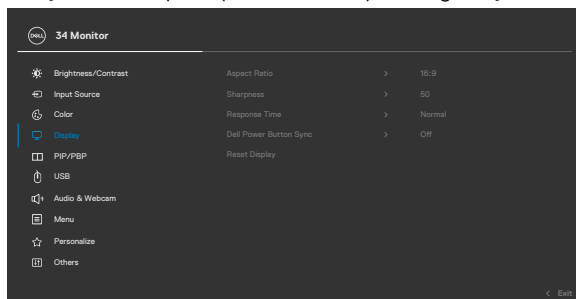 DELL 34 Monitor
Brightness/Contrast Aspect Ratio > 16:9
Input Source Sharpness > 50
Color Response Time > Normal
Display Dell Power Button Sync > Off
PIP/PBP Reset Display
USB
Audio & Webcam
Menu
Personalize
Others
< Exit